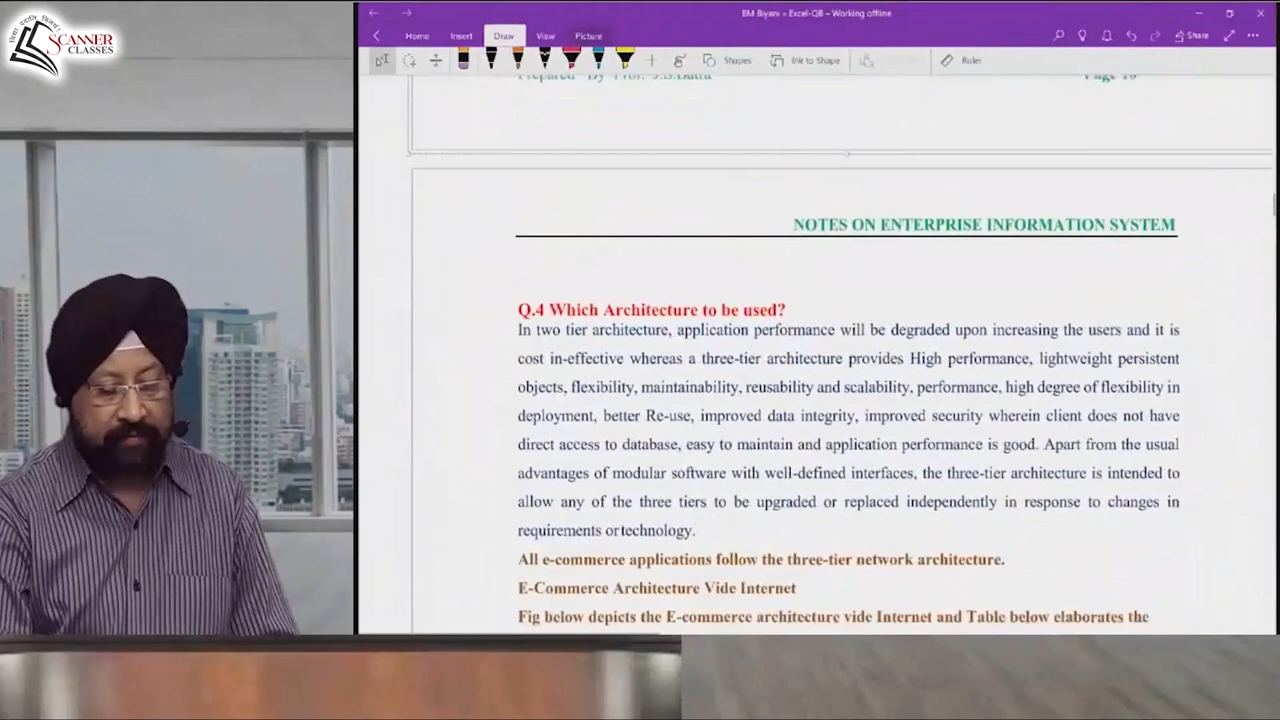 SCANNER
CLASSES
BM Biyani » Excel-QB – Working offline
Home Insert Draw View Picture
Share
Shapes Ink to Shape Ruler
Prepared By Prof.
Page
NOTES ON ENTERPRISE INFORMATION SYSTEM
Q.4 Which Architecture to be used?
In two tier architecture, application performance will be degraded upon increasing the users and it is
cost in-effective whereas a three-tier architecture provides High performance, lightweight persistent
objects, flexibility, maintainability, reusability and scalability, performance, high degree of flexibility in
deployment, better Re-use, improved data integrity, improved security wherein client does not have
direct access to database, easy to maintain and application performance is good. Apart from the usual
advantages of modular software with well-defined interfaces, the three-tier architecture is intended to
allow any of the three tiers to be upgraded or replaced independently in response to changes in
requirements ortechnology.
All e-commerce applications follow the three-tier network architecture.
E-Commerce Architecture Vide Internet
Fig below depicts the E-commerce architecture vide Internet and Table below elaborates the